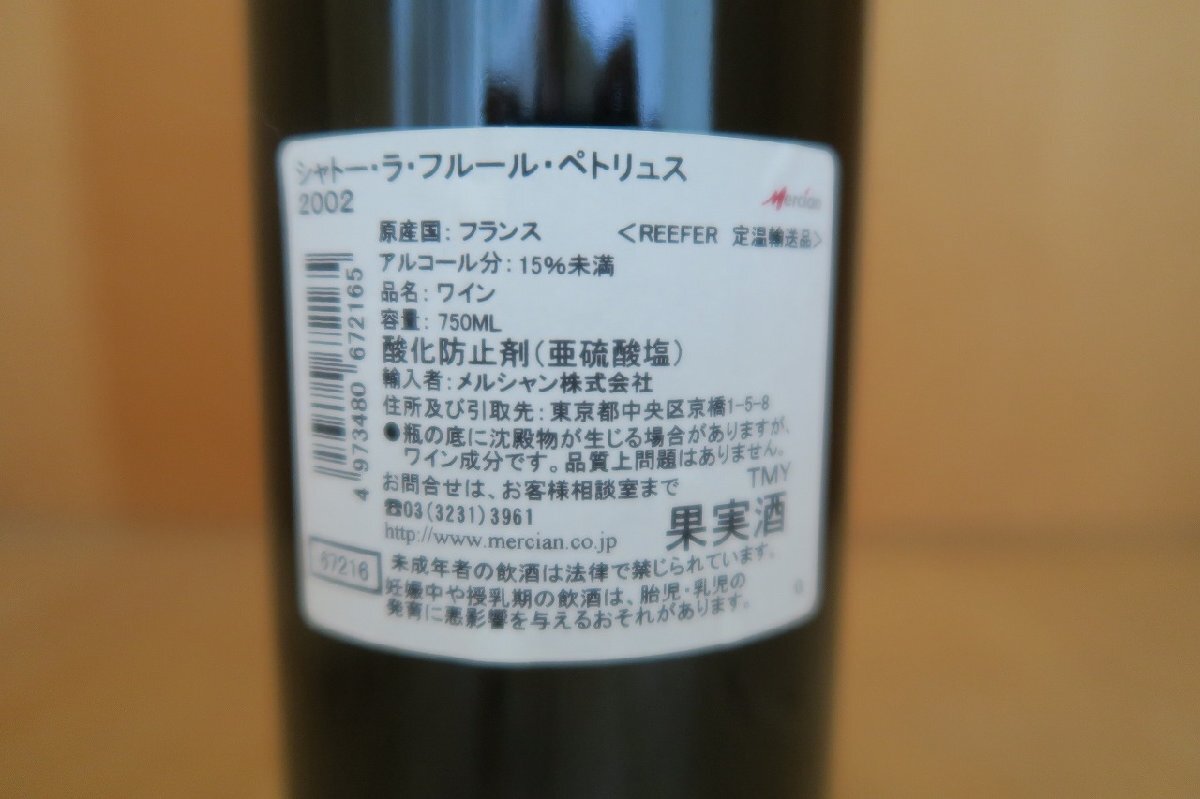 シャトー・ラ・フルール・ペトリュス
2002
Mercian
原産国: フランス
<REEFER 定温輸送品>
アルコール分: 15%未満
品名: ワイン
容量: 750ML
酸化防止剤(亜硫酸塩)
輸入者: メルシャン株式会社
住所及び引取先: 東京都中央区京橋1-5-8
●瓶の底に沈殿物が生じる場合がありますが、
ワイン成分です。品質上問題はありません。
TMY
お問合せは、お客様相談室まで
☎03(3231)3961
http://www.mercian.co.jp
果実酒
4 973480 672165
67216
未成年者の飲酒は法律で禁じられています。
妊娠中や授乳期の飲酒は、胎児・乳児の
発育に悪影響を与えるおそれがあります。